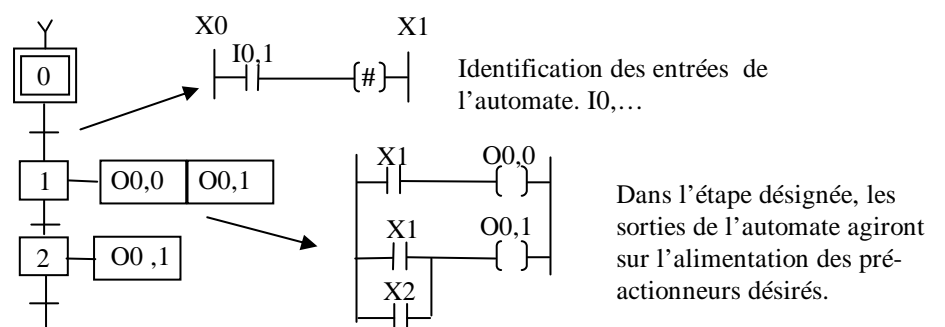 X0 X1
I0,1
#
0
Identification des entrées de
l’automate. I0,…
1 O0,0 O0,1
2 O0 ,1
X1 O0,0
X1 O0,1
X2
Dans l’étape désignée, les
sorties de l’automate agiront
sur l’alimentation des pré-
actionneurs désirés.